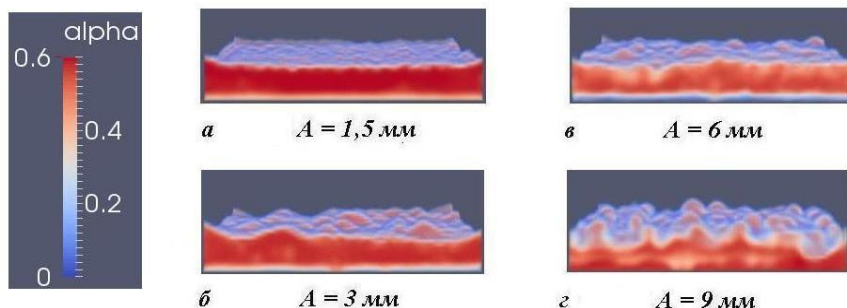 alpha
0.6
0.4
0.2
0
а A = 1,5 мм
в A = 6 мм
б A = 3 мм
г A = 9 мм